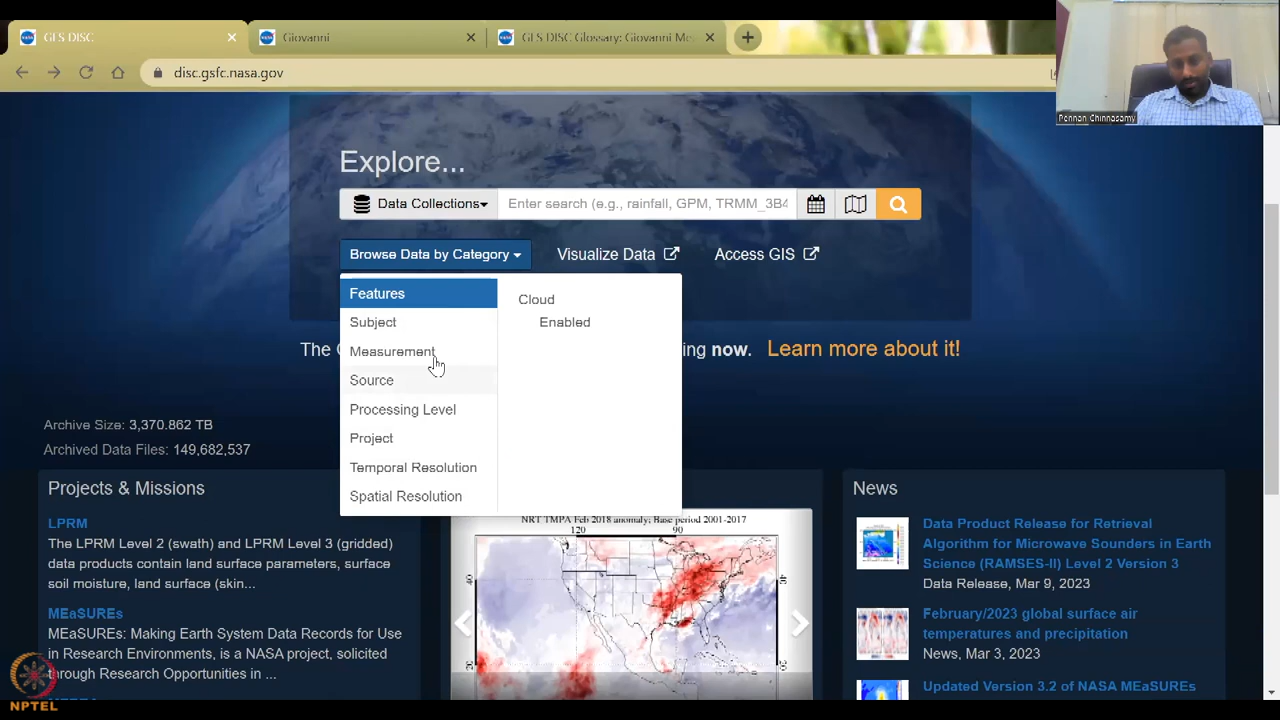 GES DISC
Giovanni
GES DISC Glossary: Giovanni Me
disc.gsfc.nasa.gov
Pennan Chinnasamy
Explore...
Data Collections
Enter search (e.g., rainfall, GPM, TRMM_3B4
Browse Data by Category
Visualize Data
Access GIS
Features
Subject
Measurement
Source
Processing Level
Project
Temporal Resolution
Spatial Resolution
Cloud
Enabled
The
ing now. Learn more about it!
Archive Size: 3,370.862 TB
Archived Data Files: 149,682,537
Projects & Missions
LPRM
The LPRM Level 2 (swath) and LPRM Level 3 (gridded)
data products contain land surface parameters, surface
soil moisture, land surface (skin...
MEaSUREs
MEaSUREs: Making Earth System Data Records for Use
in Research Environments, is a NASA project, solicited
through Research Opportunities in ...
NRT TMPA Feb 2018 anomaly; Base period 2001-2017
120 90
News
Data Product Release for Retrieval
Algorithm for Microwave Sounders in Earth
Science (RAMSES-II) Level 2 Version 3
Data Release, Mar 9, 2023
February/2023 global surface air
temperatures and precipitation
News, Mar 3, 2023
Updated Version 3.2 of NASA MEaSUREs
NPTEL